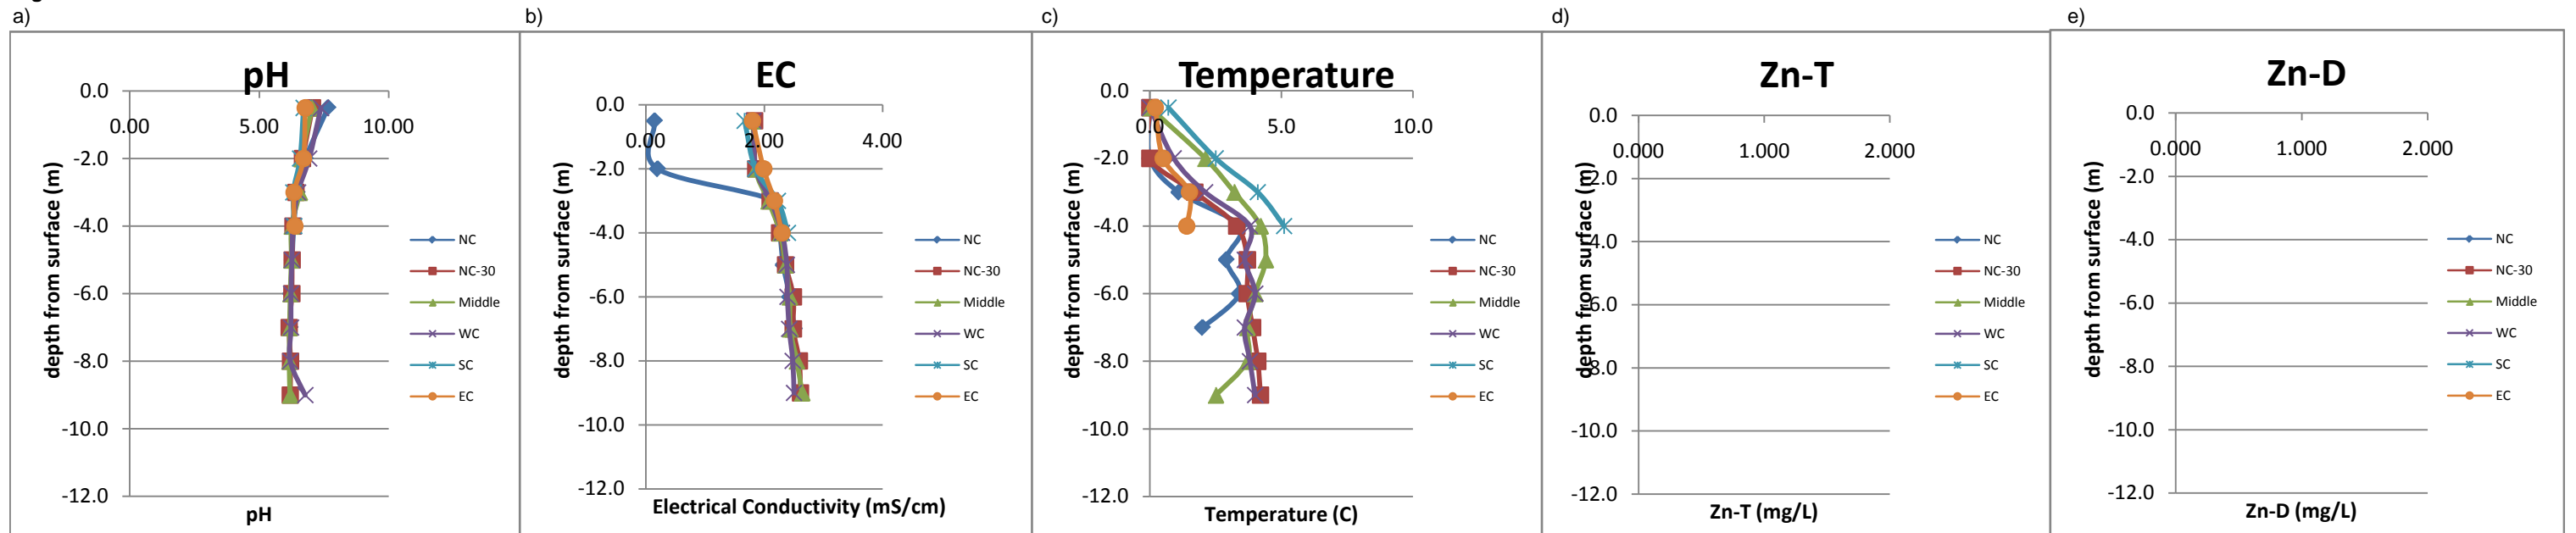 a)
b)
c)
d)
e)
pH
0.0
0.00
5.00
10.00
-2.0
-4.0
-6.0
-8.0
-10.0
-12.0
depth from surface (m)
pH
NC
NC-30
Middle
WC
SC
EC
EC
0.0
0.00
2.00
4.00
-2.0
-4.0
-6.0
-8.0
-10.0
-12.0
depth from surface (m)
Electrical Conductivity (mS/cm)
NC
NC-30
Middle
WC
SC
EC
Temperature
0.0
0.0
5.0
10.0
-2.0
-4.0
-6.0
-8.0
-10.0
-12.0
depth from surface (m)
Temperature (C)
NC
NC-30
Middle
WC
SC
EC
Zn-T
0.0
0.000
1.000
2.000
-2.0
-4.0
-6.0
-8.0
-10.0
-12.0
depth from surface (m)
Zn-T (mg/L)
NC
NC-30
Middle
WC
SC
EC
Zn-D
0.0
0.000
1.000
2.000
-2.0
-4.0
-6.0
-8.0
-10.0
-12.0
depth from surface (m)
Zn-D (mg/L)
NC
NC-30
Middle
WC
SC
EC